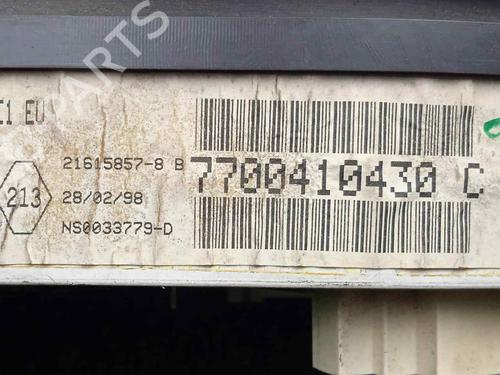 PARTS
E1 EU
21615857-8 B
7700410430 C
213
28/02/98
NS0033779-D